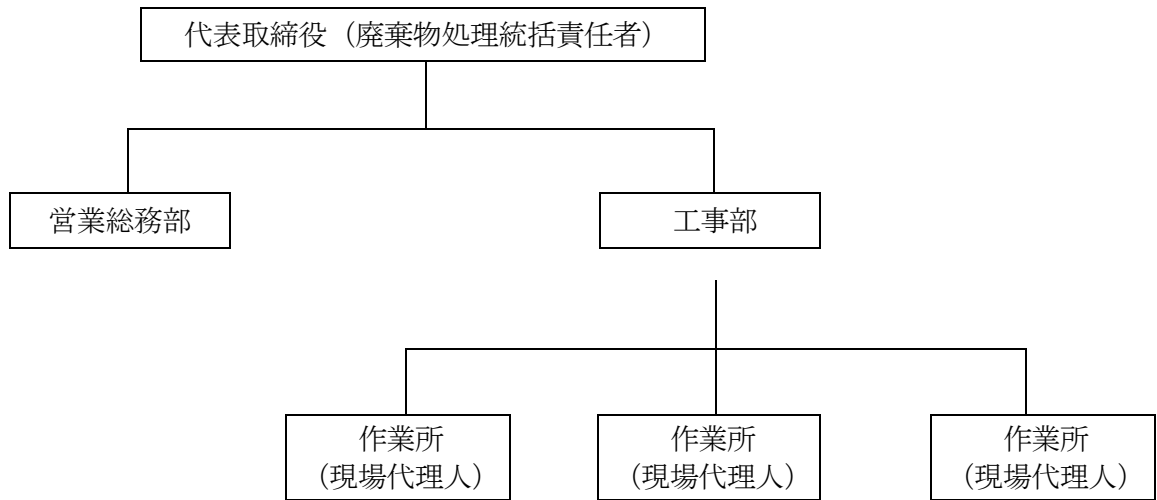 代表取締役（廃棄物処理統括責任者）
営業総務部
工事部
作業所
（現場代理人）
作業所
（現場代理人）
作業所
（現場代理人）